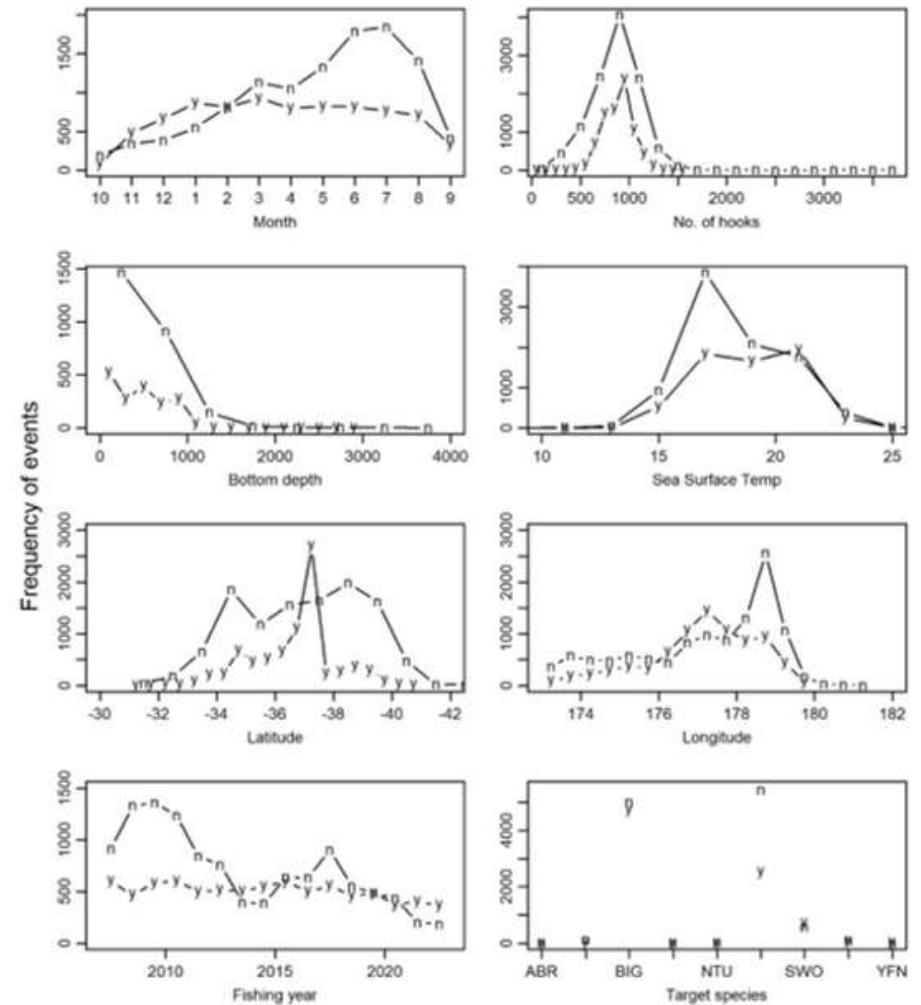 Frequency of events
1500
500
0
10 11 12 1 2 3 4 5 6 7 8 9
Month
3000
1000
0
0 500 1000 2000 3000
No. of hooks
1500
1000
500
0
0 1000 2000 3000 4000
Bottom depth
3000
1000
0
10 15 20 25
Sea Surface Temp
3000
2000
1000
0
-30 -32 -34 -36 -38 -40 -42
Latitude
3000
2000
1000
0
174 176 178 180 182
Longitude
1500
1000
500
0
2010 2015 2020
Fishing year
4000
2000
0
ABR BIG NTU SWO YFN
Target species